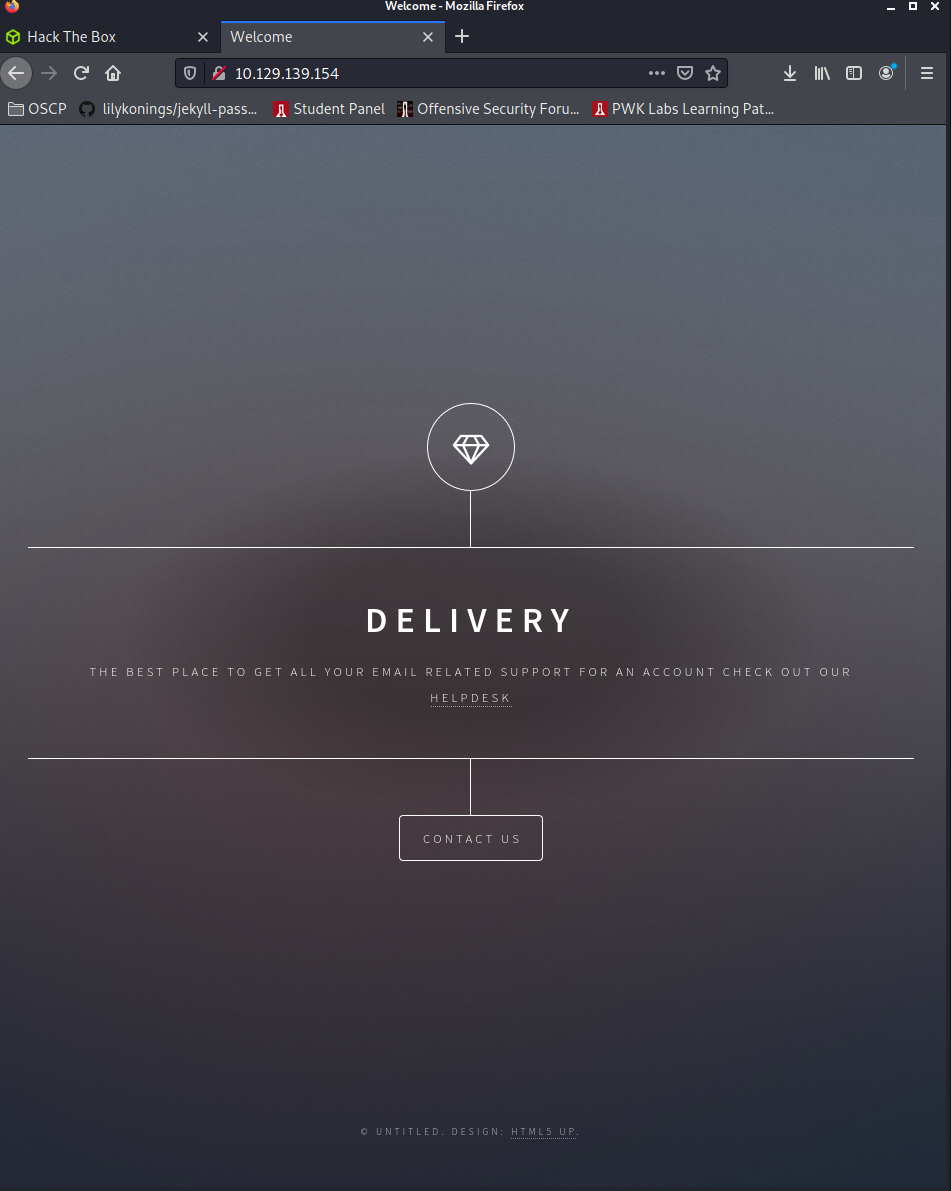 Welcome - Mozilla Firefox
Hack The Box
Welcome
10.129.139.154
OSCP
lilykonings/jekyll-pass...
Student Panel
Offensive Security Foru...
PWK Labs Learning Pat...
DELIVERY
THE BEST PLACE TO GET ALL YOUR EMAIL RELATED SUPPORT FOR AN ACCOUNT CHECK OUT OUR
HELPDESK
CONTACT US
© UNTITLED. DESIGN: HTML5 UP.